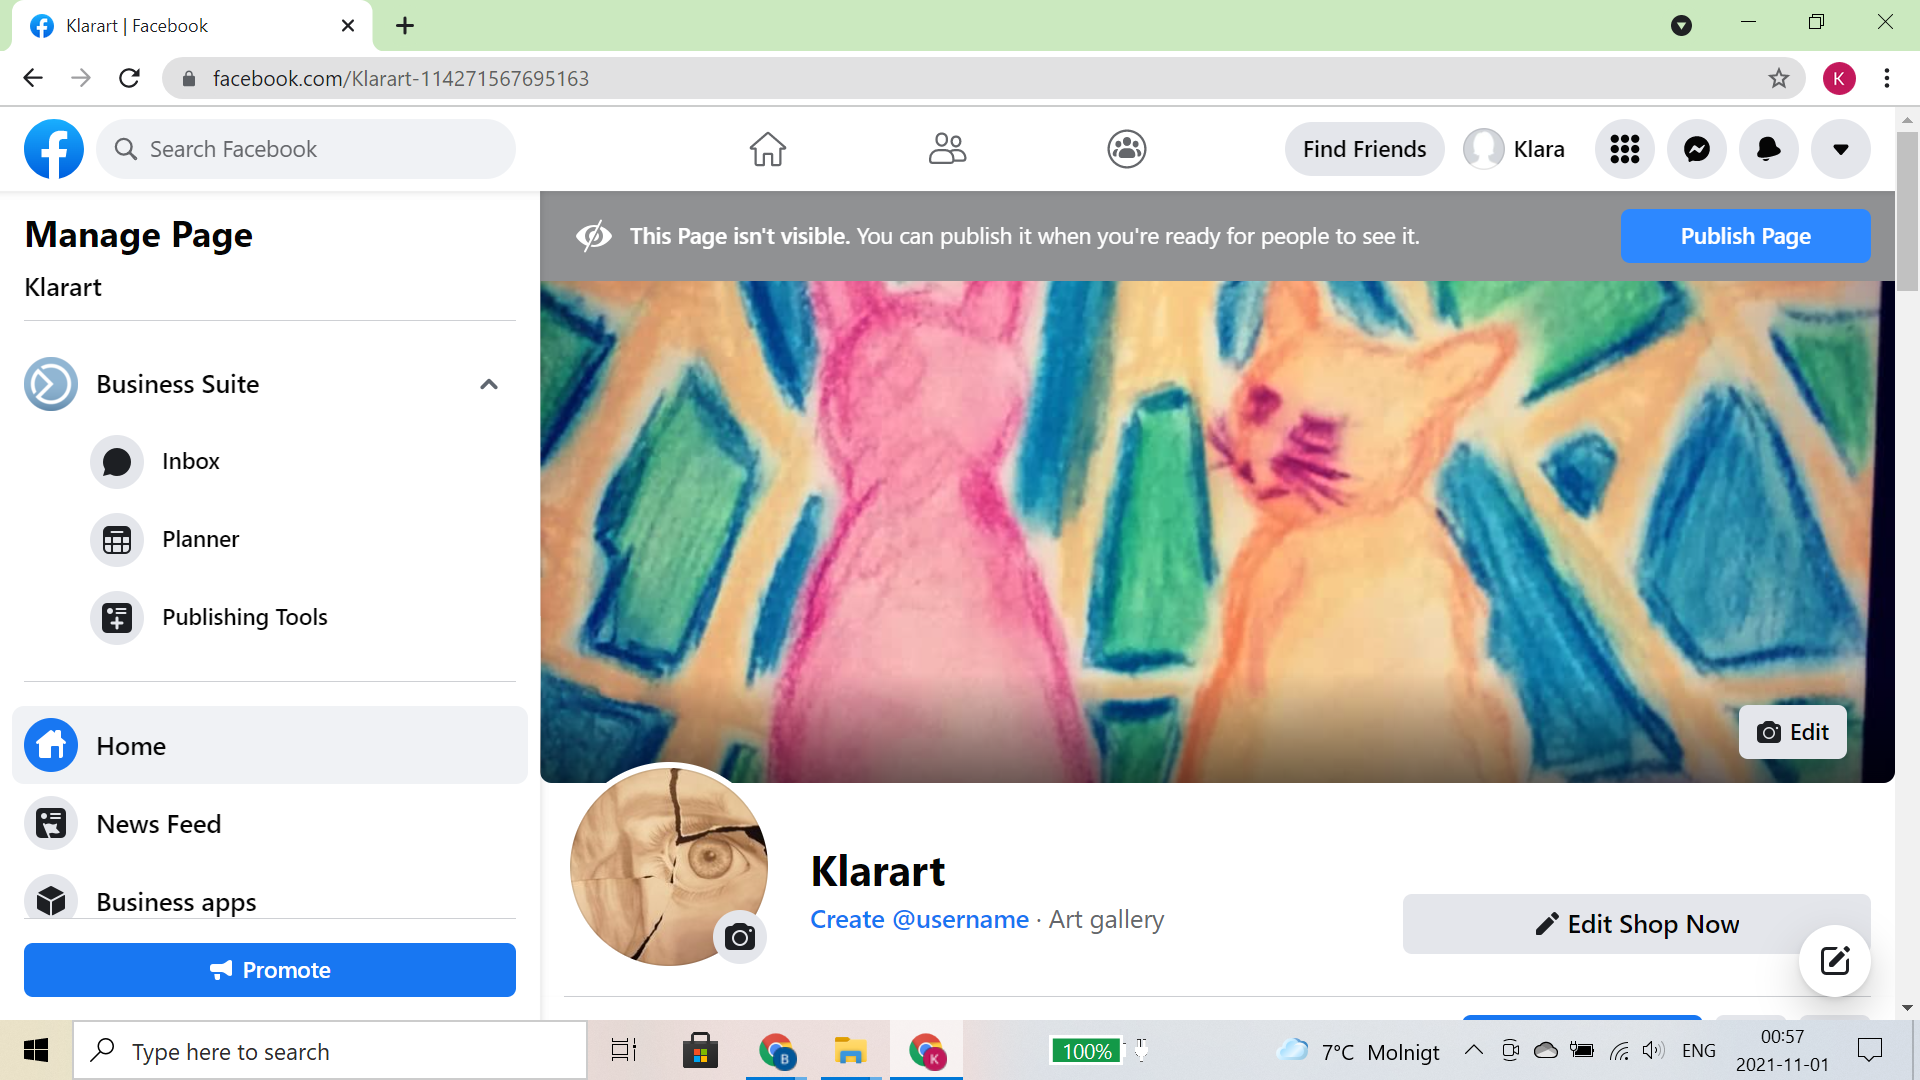 Klarart | Facebook
facebook.com/Klarart-114271567695163
K
Search Facebook
Find Friends
Klara
Manage Page
Klarart
This Page isn't visible. You can publish it when you're ready for people to see it.
Publish Page
Business Suite
Inbox
Planner
Publishing Tools
Home
News Feed
Business apps
Promote
Edit
Klarart
Create @username · Art gallery
Edit Shop Now
Type here to search
B
K
100%
7°C Molnigt
ENG
00:57
2021-11-01